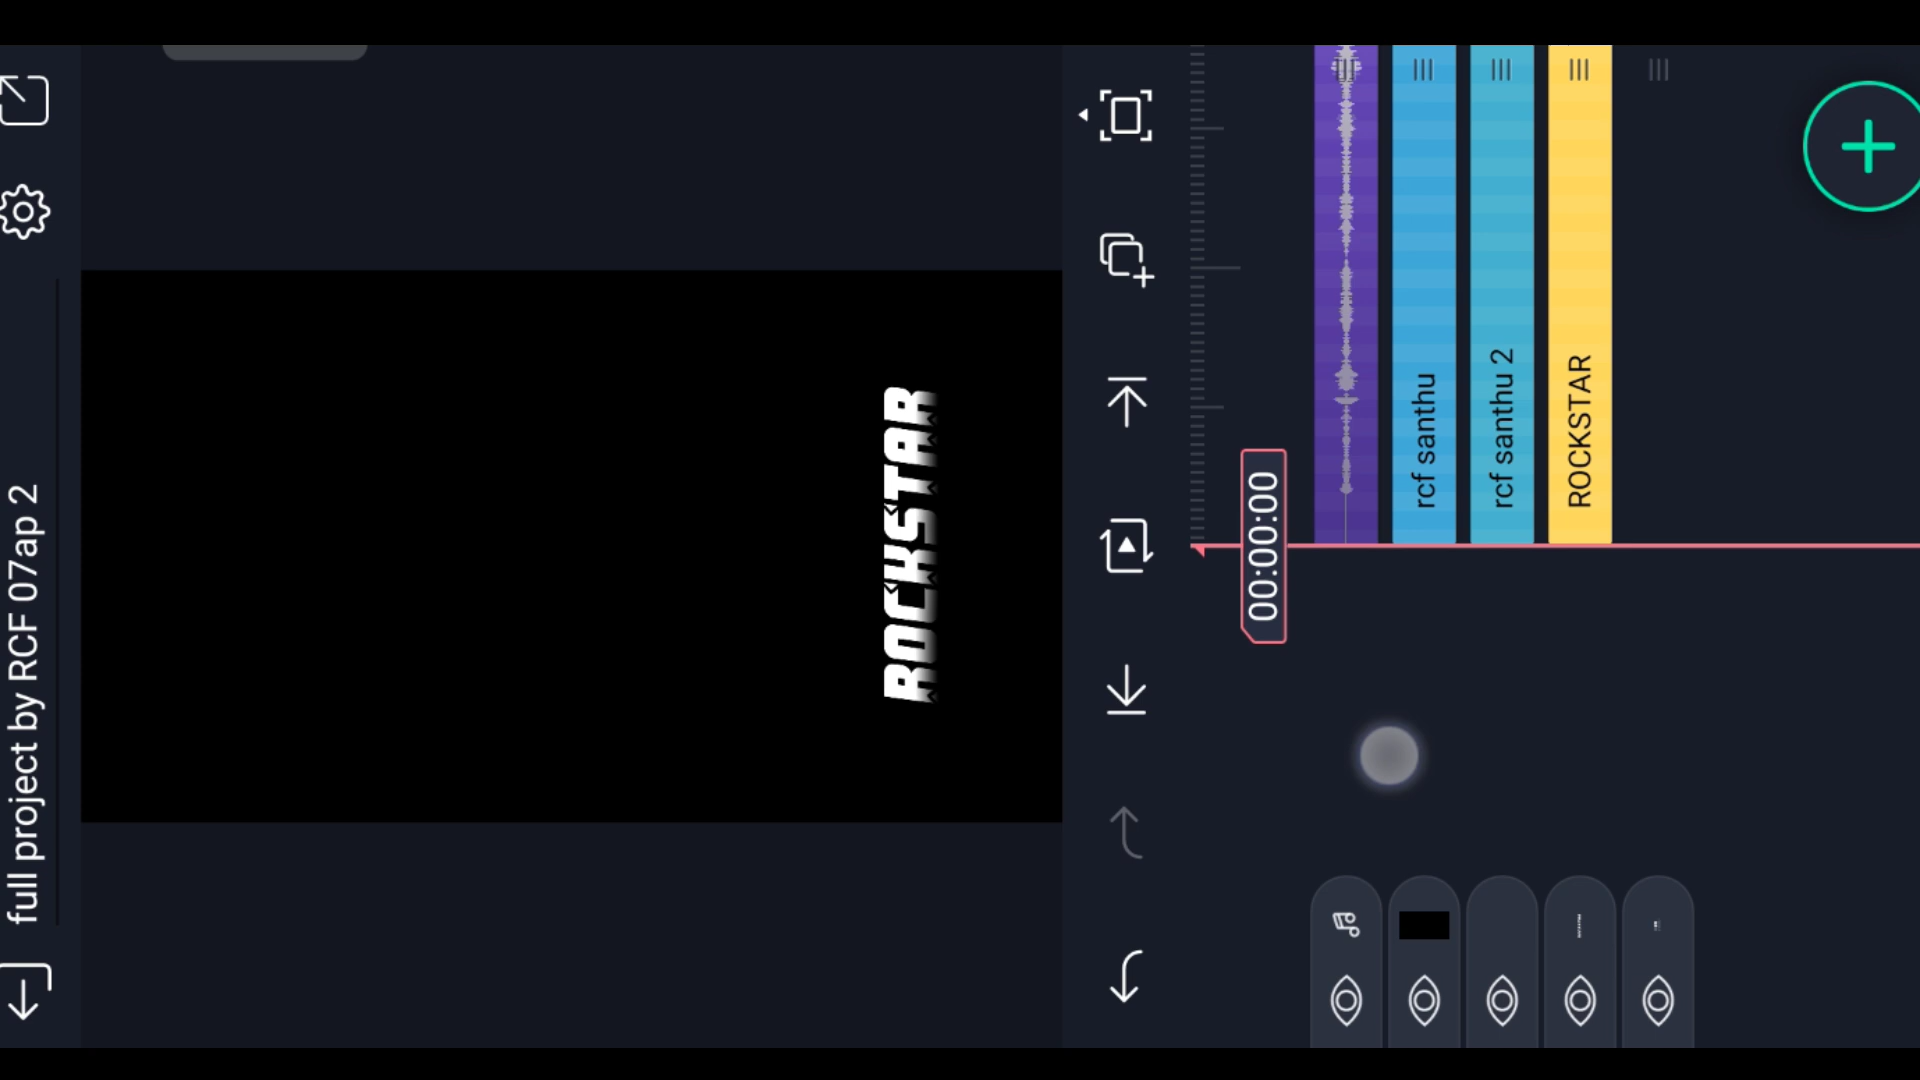 full project by RCF 07ap 2
ROCKSTAR
00:00:00
rcf santhu
rcf santhu 2
ROCKSTAR